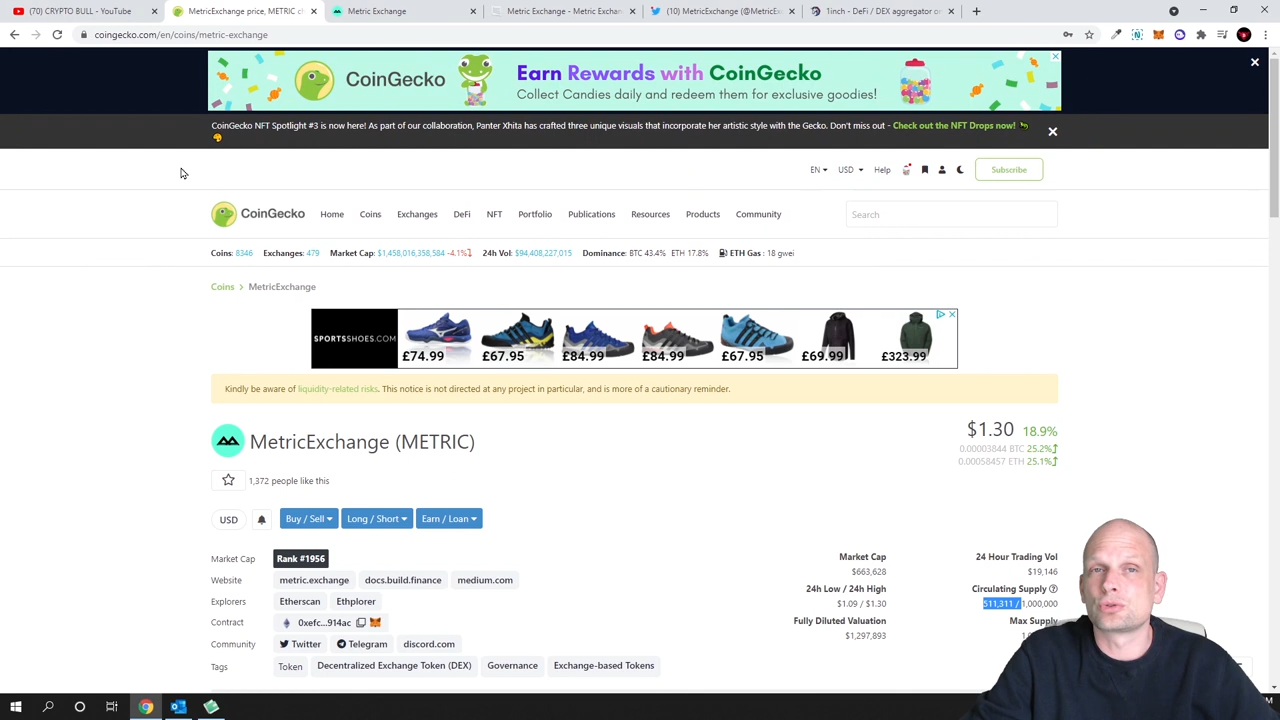 (70) CRYPTO BULL - YouTube
MetricExchange price, METRIC ch
Metric Exchange
Metric Exchange - Metric Exchan
(10) MetricExchange (@MetricEx
1inch - DeFi / DEX aggregator on
coingecko.com/en/coins/metric-exchange
CoinGecko
Earn Rewards with CoinGecko
Collect Candies daily and redeem them for exclusive goodies!
CoinGecko NFT Spotlight #3 is now here! As part of our collaboration, Panter Xhita has crafted three unique visuals that incorporate her artistic style with the Gecko. Don't miss out - Check out the NFT Drops now!
EN USD Help Subscribe
CoinGecko Home Coins Exchanges DeFi NFT Portfolio Publications Resources Products Community Search
Coins: 8346 Exchanges: 479 Market Cap: $1,458,016,358,584 -4.1% 24h Vol: $94,408,227,015 Dominance: BTC 43.4% ETH 17.8% ETH Gas: 18 gwei
Coins > MetricExchange
SPORTSSHOES.COM £74.99 £67.95 £84.99 £84.99 £67.95 £69.99 £323.99
Kindly be aware of liquidity-related risks. This notice is not directed at any project in particular, and is more of a cautionary reminder.
MetricExchange (METRIC)
$1.30 18.9%
0.00003844 BTC 25.2%
0.00058457 ETH 25.1%
1,372 people like this
USD Buy / Sell Long / Short Earn / Loan
Market Cap Rank #1956
Website metric.exchange docs.build.finance medium.com
Explorers Etherscan Ethplorer
Contract 0xefc...914ac
Community Twitter Telegram discord.com
Tags Token Decentralized Exchange Token (DEX) Governance Exchange-based Tokens
Market Cap
$663,628
24h Low / 24h High
$1.09 / $1.30
Fully Diluted Valuation
$1,297,893
24 Hour Trading Vol
$19,146
Circulating Supply
511,311 / 1,000,000
Max Supply